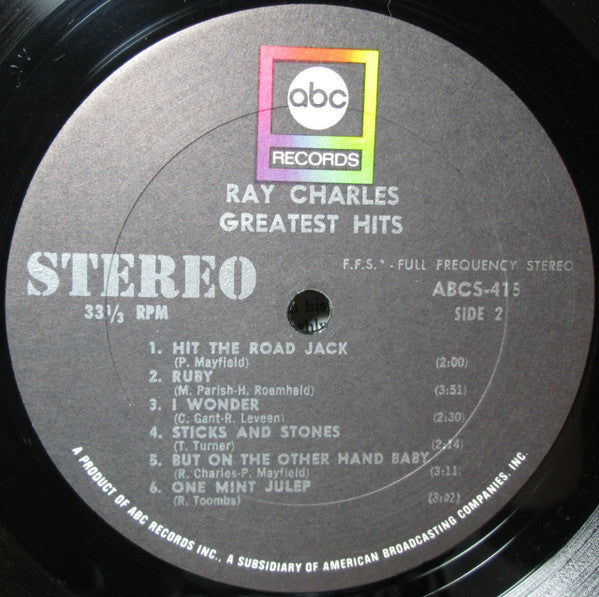 abc
RECORDS
RAY CHARLES
GREATEST HITS
STEREO
F.F.S.* - FULL FREQUENCY STEREO
33⅓ RPM
ABCS-415
SIDE 2
1. HIT THE ROAD JACK
(P. Mayfield) (2:00)
2. RUBY
(M. Parish-H. Roemheld) (3:51)
3. I WONDER
(C. Gant-R. Leveen) (2:30)
4. STICKS AND STONES
(T. Turner) (2:14)
5. BUT ON THE OTHER HAND BABY
(R. Charles-P. Mayfield) (3:11)
6. ONE MINT JULEP
(R. Toombs) (3:02)
A PRODUCT OF ABC RECORDS INC., A SUBSIDIARY OF AMERICAN BROADCASTING COMPANIES, INC.